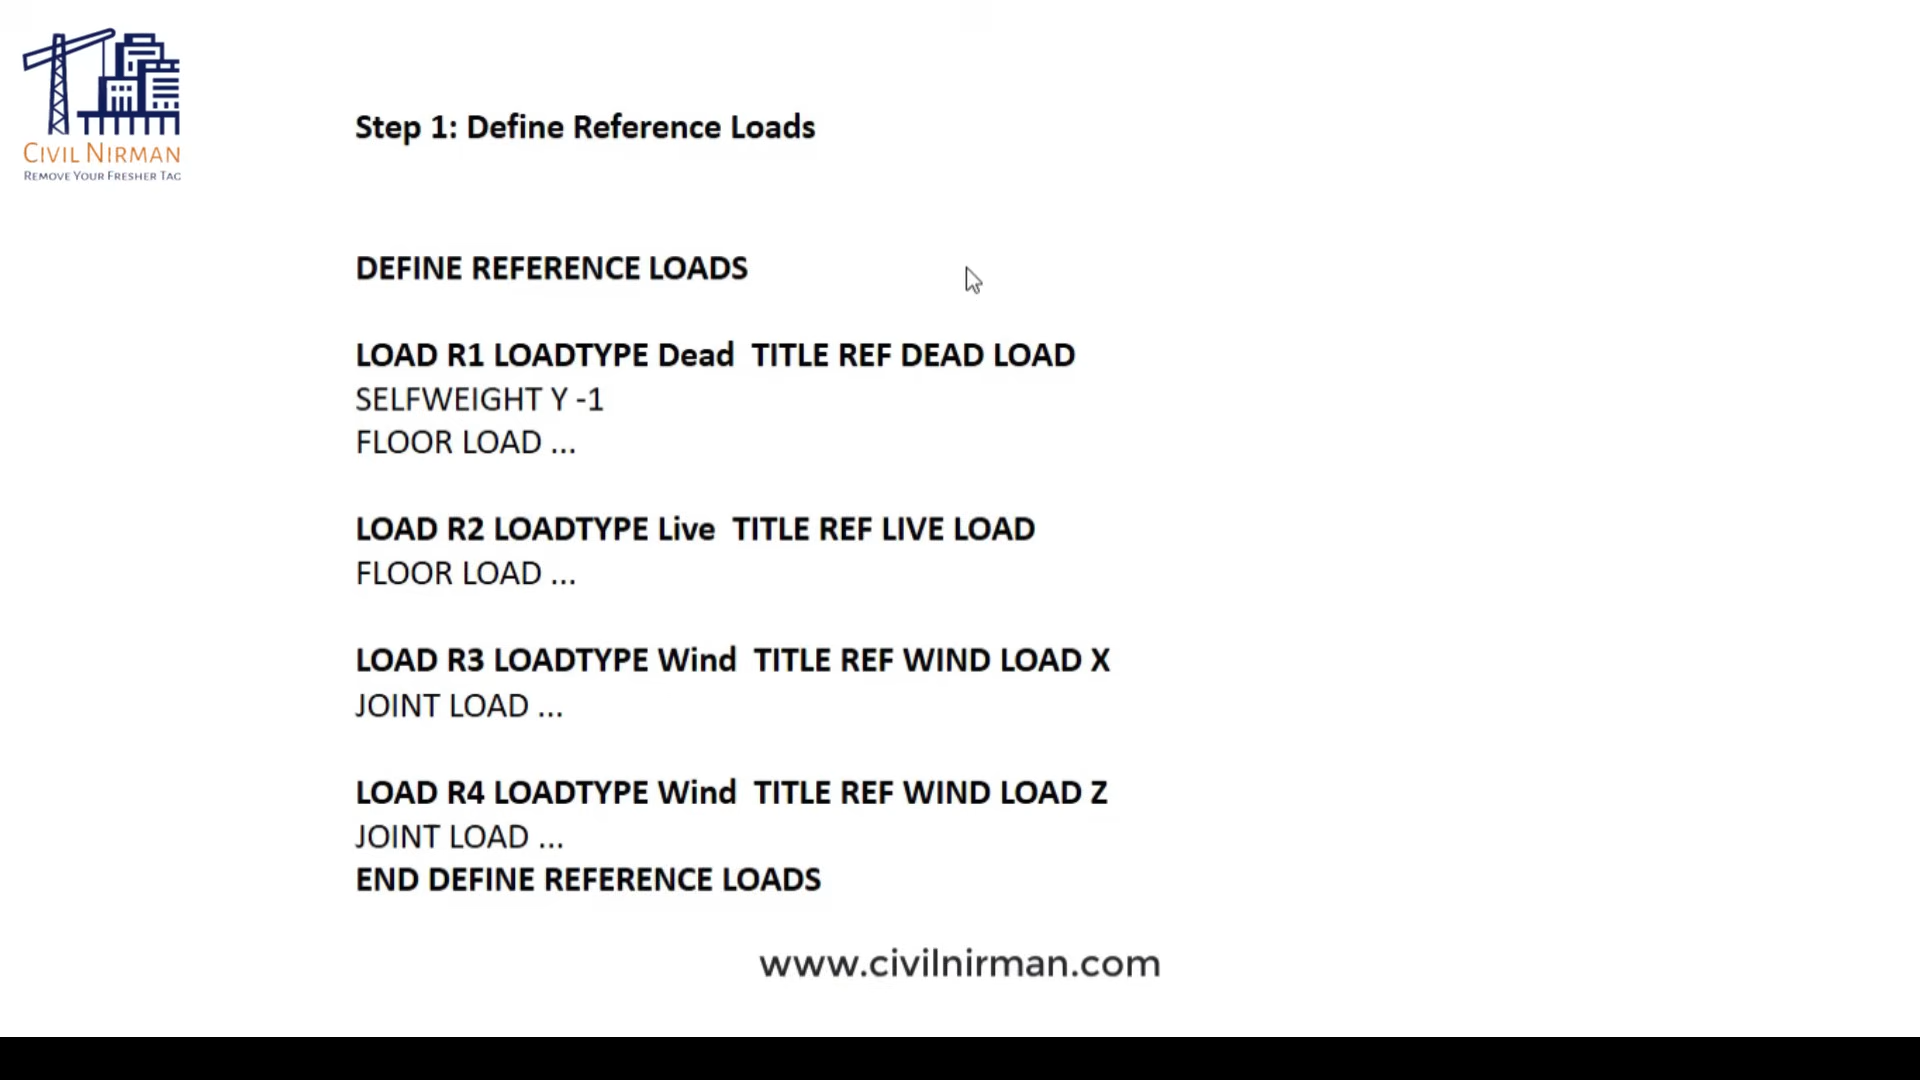 CIVIL NIRMAN
REMOVE YOUR FRESHER TAG
Step 1: Define Reference Loads
DEFINE REFERENCE LOADS
LOAD R1 LOADTYPE Dead  TITLE REF DEAD LOAD
SELFWEIGHT Y -1
FLOOR LOAD ...
LOAD R2 LOADTYPE Live  TITLE REF LIVE LOAD
FLOOR LOAD ...
LOAD R3 LOADTYPE Wind  TITLE REF WIND LOAD X
JOINT LOAD ...
LOAD R4 LOADTYPE Wind  TITLE REF WIND LOAD Z
JOINT LOAD ...
END DEFINE REFERENCE LOADS
www.civilnirman.com